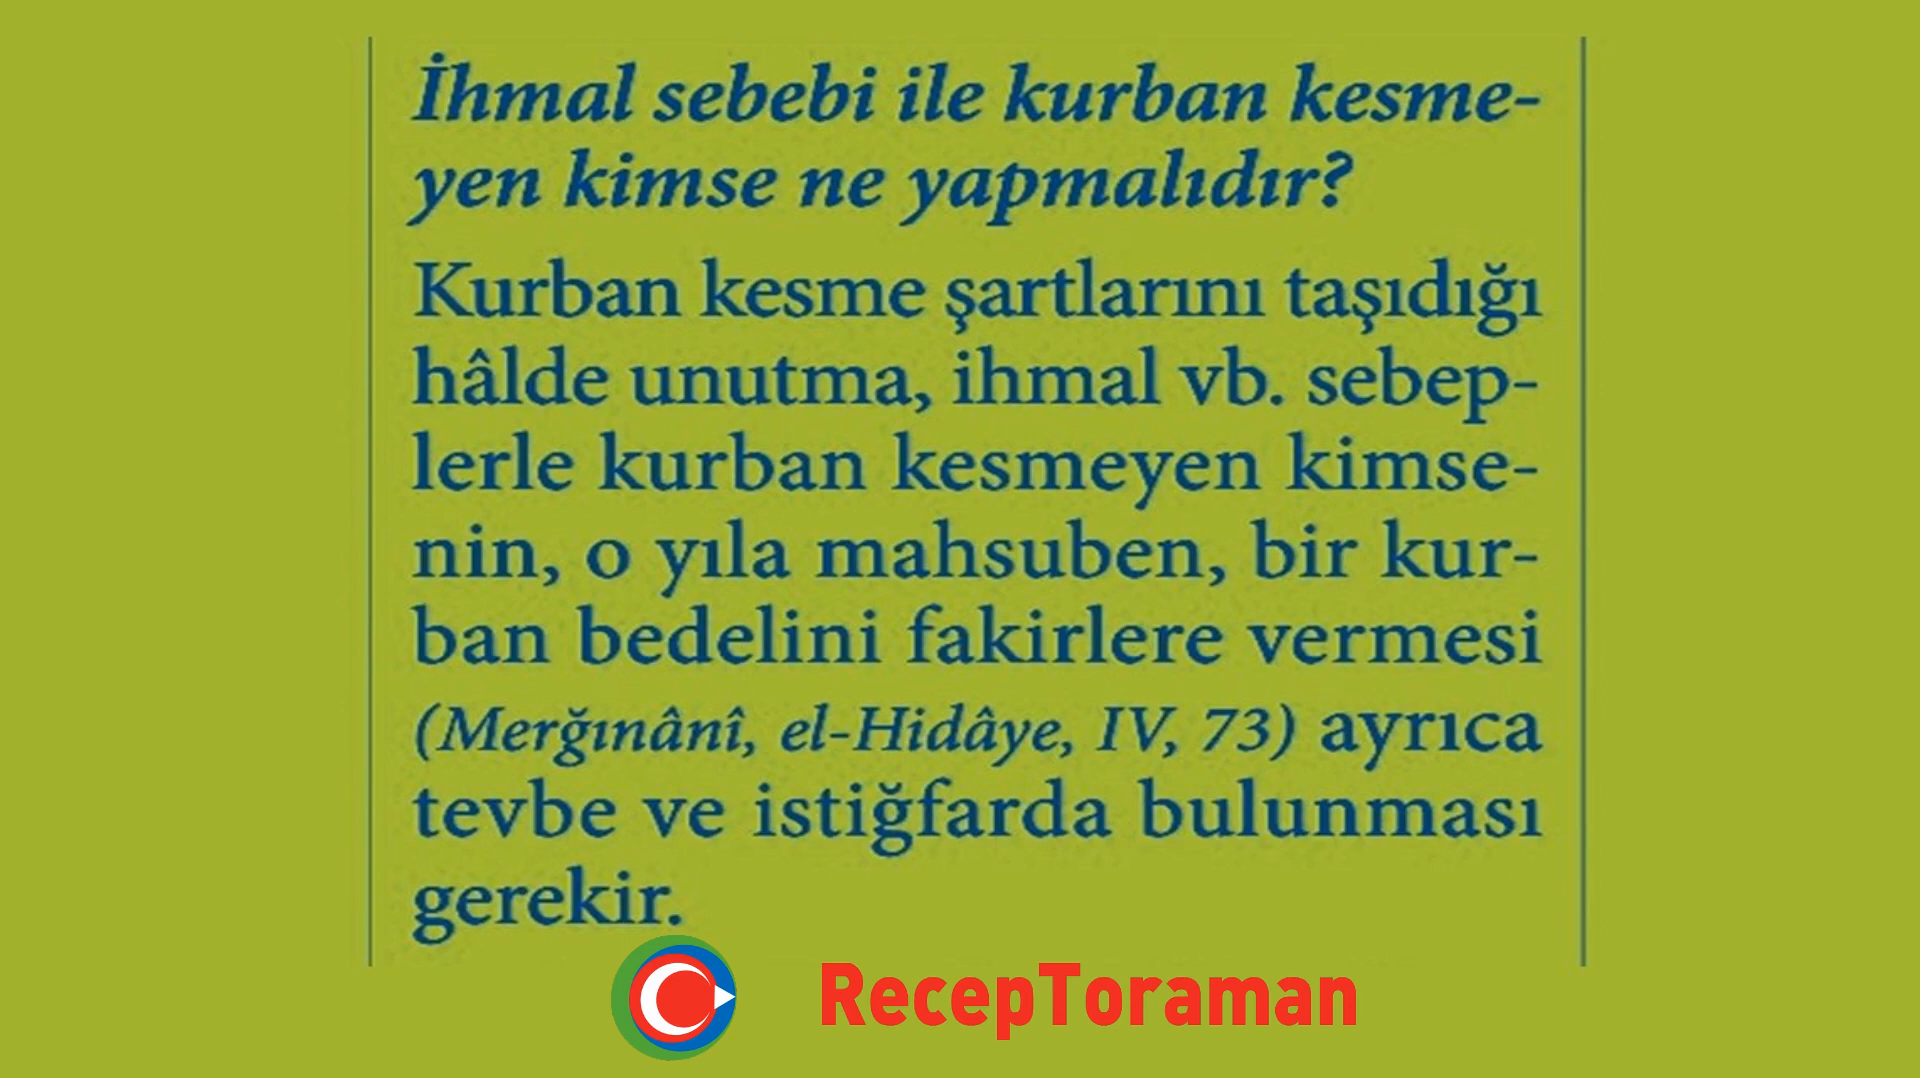 İhmal sebebi ile kurban kesme-
yen kimse ne yapmalıdır?
Kurban kesme şartlarını taşıdığı
hâlde unutma, ihmal vb. sebep-
lerle kurban kesmeyen kimse-
nin, o yıla mahsuben, bir kur-
ban bedelini fakirlere vermesi
(Merğınânî, el-Hidâye, IV, 73) ayrıca
tevbe ve istiğfarda bulunması
gerekir.
RecepToraman